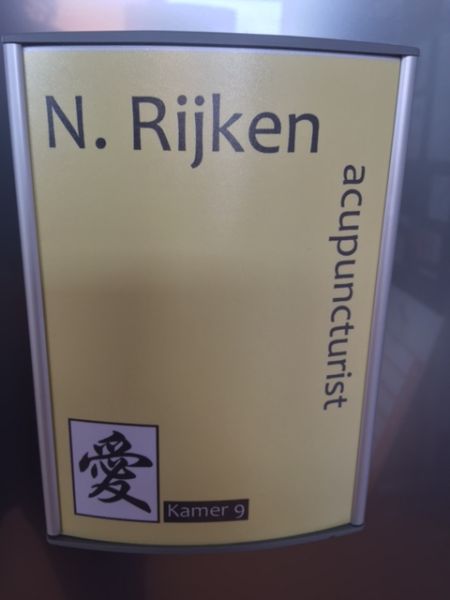 N. Rijken
acupuncturist
愛
Kamer 9